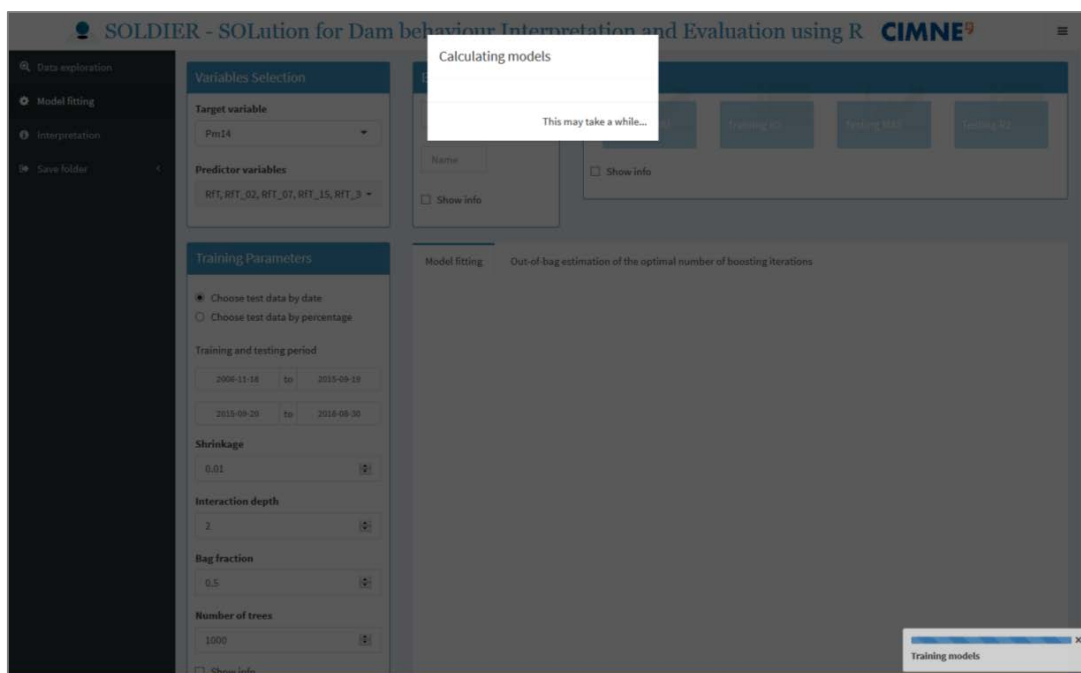 SOLDIER - SOLution for Dam behaviour Interpretation and Evaluation using R CIMNE
Data exploration
Model fitting
Interpretation
Save folder
Variables Selection
Target variable
Pm14
Predictor variables
RfT, RfT_02, RfT_07, RfT_15, RfT_3
Calculating models
This may take a while...
Name
Show info
Training R2
Testing MAE
Testing R2
Show info
Training Parameters
Choose test data by date
Choose test data by percentage
Training and testing period
2006-11-18 to 2015-09-19
2015-09-20 to 2016-08-30
Shrinkage
0.01
Interaction depth
2
Bag fraction
0.5
Number of trees
1000
Show info
Model fitting
Out-of-bag estimation of the optimal number of boosting iterations
Training models